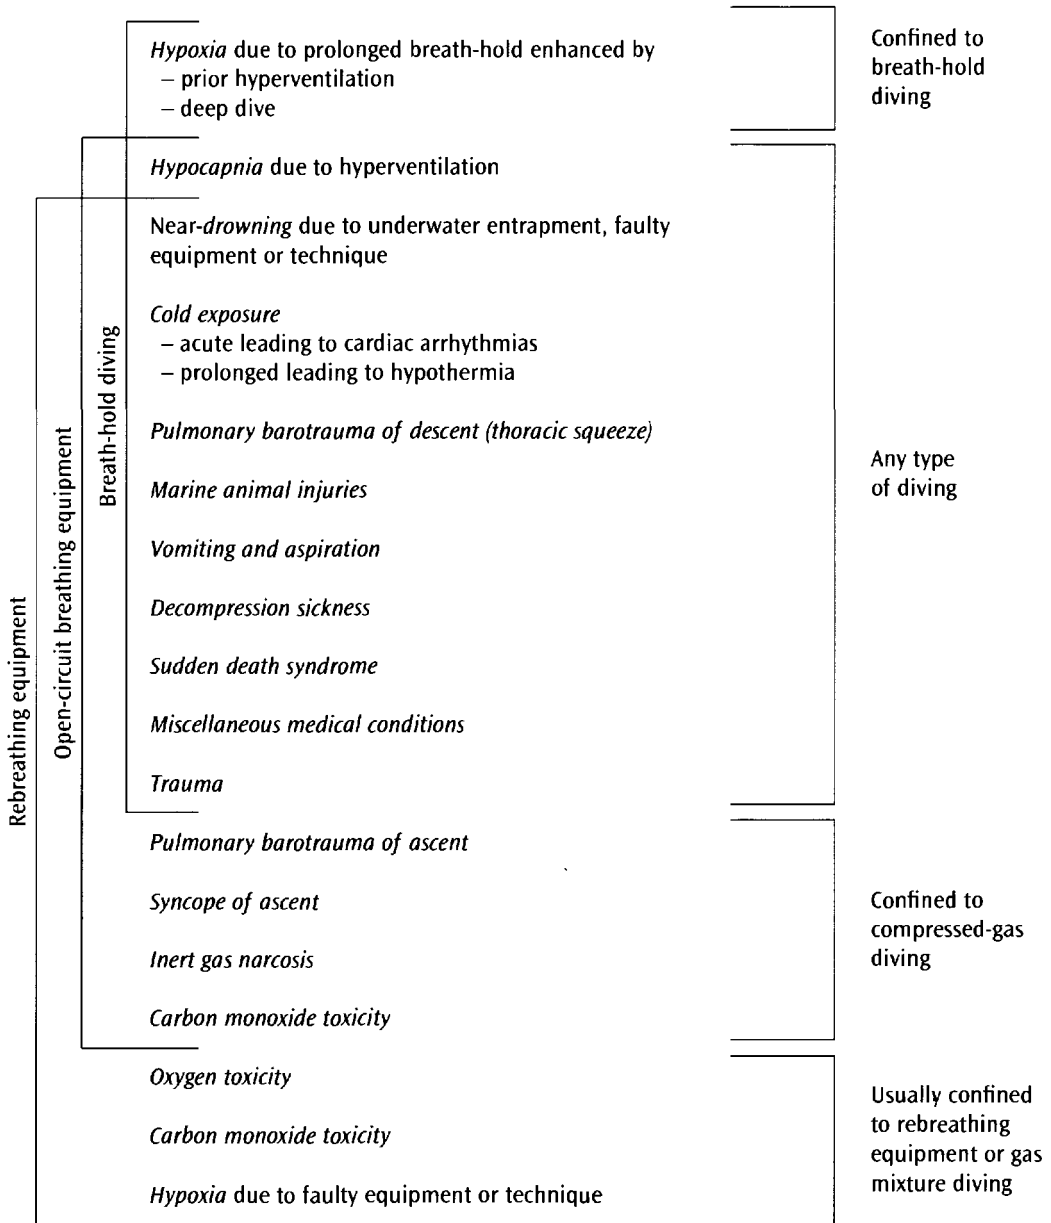 Hypoxia due to prolonged breath-hold enhanced by
– prior hyperventilation
– deep dive
Confined to
breath-hold
diving
Hypocapnia due to hyperventilation
Near-drowning due to underwater entrapment, faulty
equipment or technique
Cold exposure
– acute leading to cardiac arrhythmias
– prolonged leading to hypothermia
Pulmonary barotrauma of descent (thoracic squeeze)
Marine animal injuries
Vomiting and aspiration
Decompression sickness
Sudden death syndrome
Miscellaneous medical conditions
Trauma
Any type
of diving
Pulmonary barotrauma of ascent
Syncope of ascent
Inert gas narcosis
Carbon monoxide toxicity
Confined to
compressed-gas
diving
Oxygen toxicity
Carbon monoxide toxicity
Hypoxia due to faulty equipment or technique
Usually confined
to rebreathing
equipment or gas
mixture diving
Rebreathing equipment
Open-circuit breathing equipment
Breath-hold diving